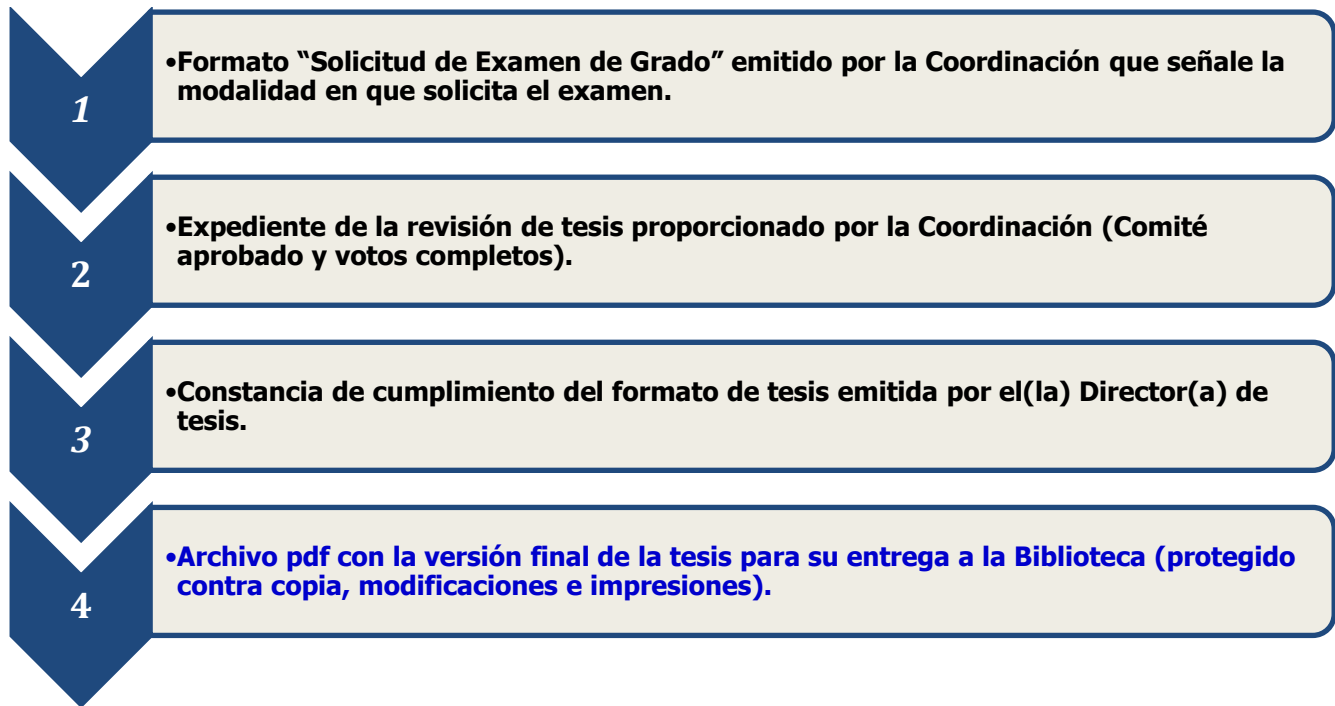 1
•Formato “Solicitud de Examen de Grado” emitido por la Coordinación que señale la
modalidad en que solicita el examen.
2
•Expediente de la revisión de tesis proporcionado por la Coordinación (Comité
aprobado y votos completos).
3
•Constancia de cumplimiento del formato de tesis emitida por el(la) Director(a) de
tesis.
4
•Archivo pdf con la versión final de la tesis para su entrega a la Biblioteca (protegido
contra copia, modificaciones e impresiones).